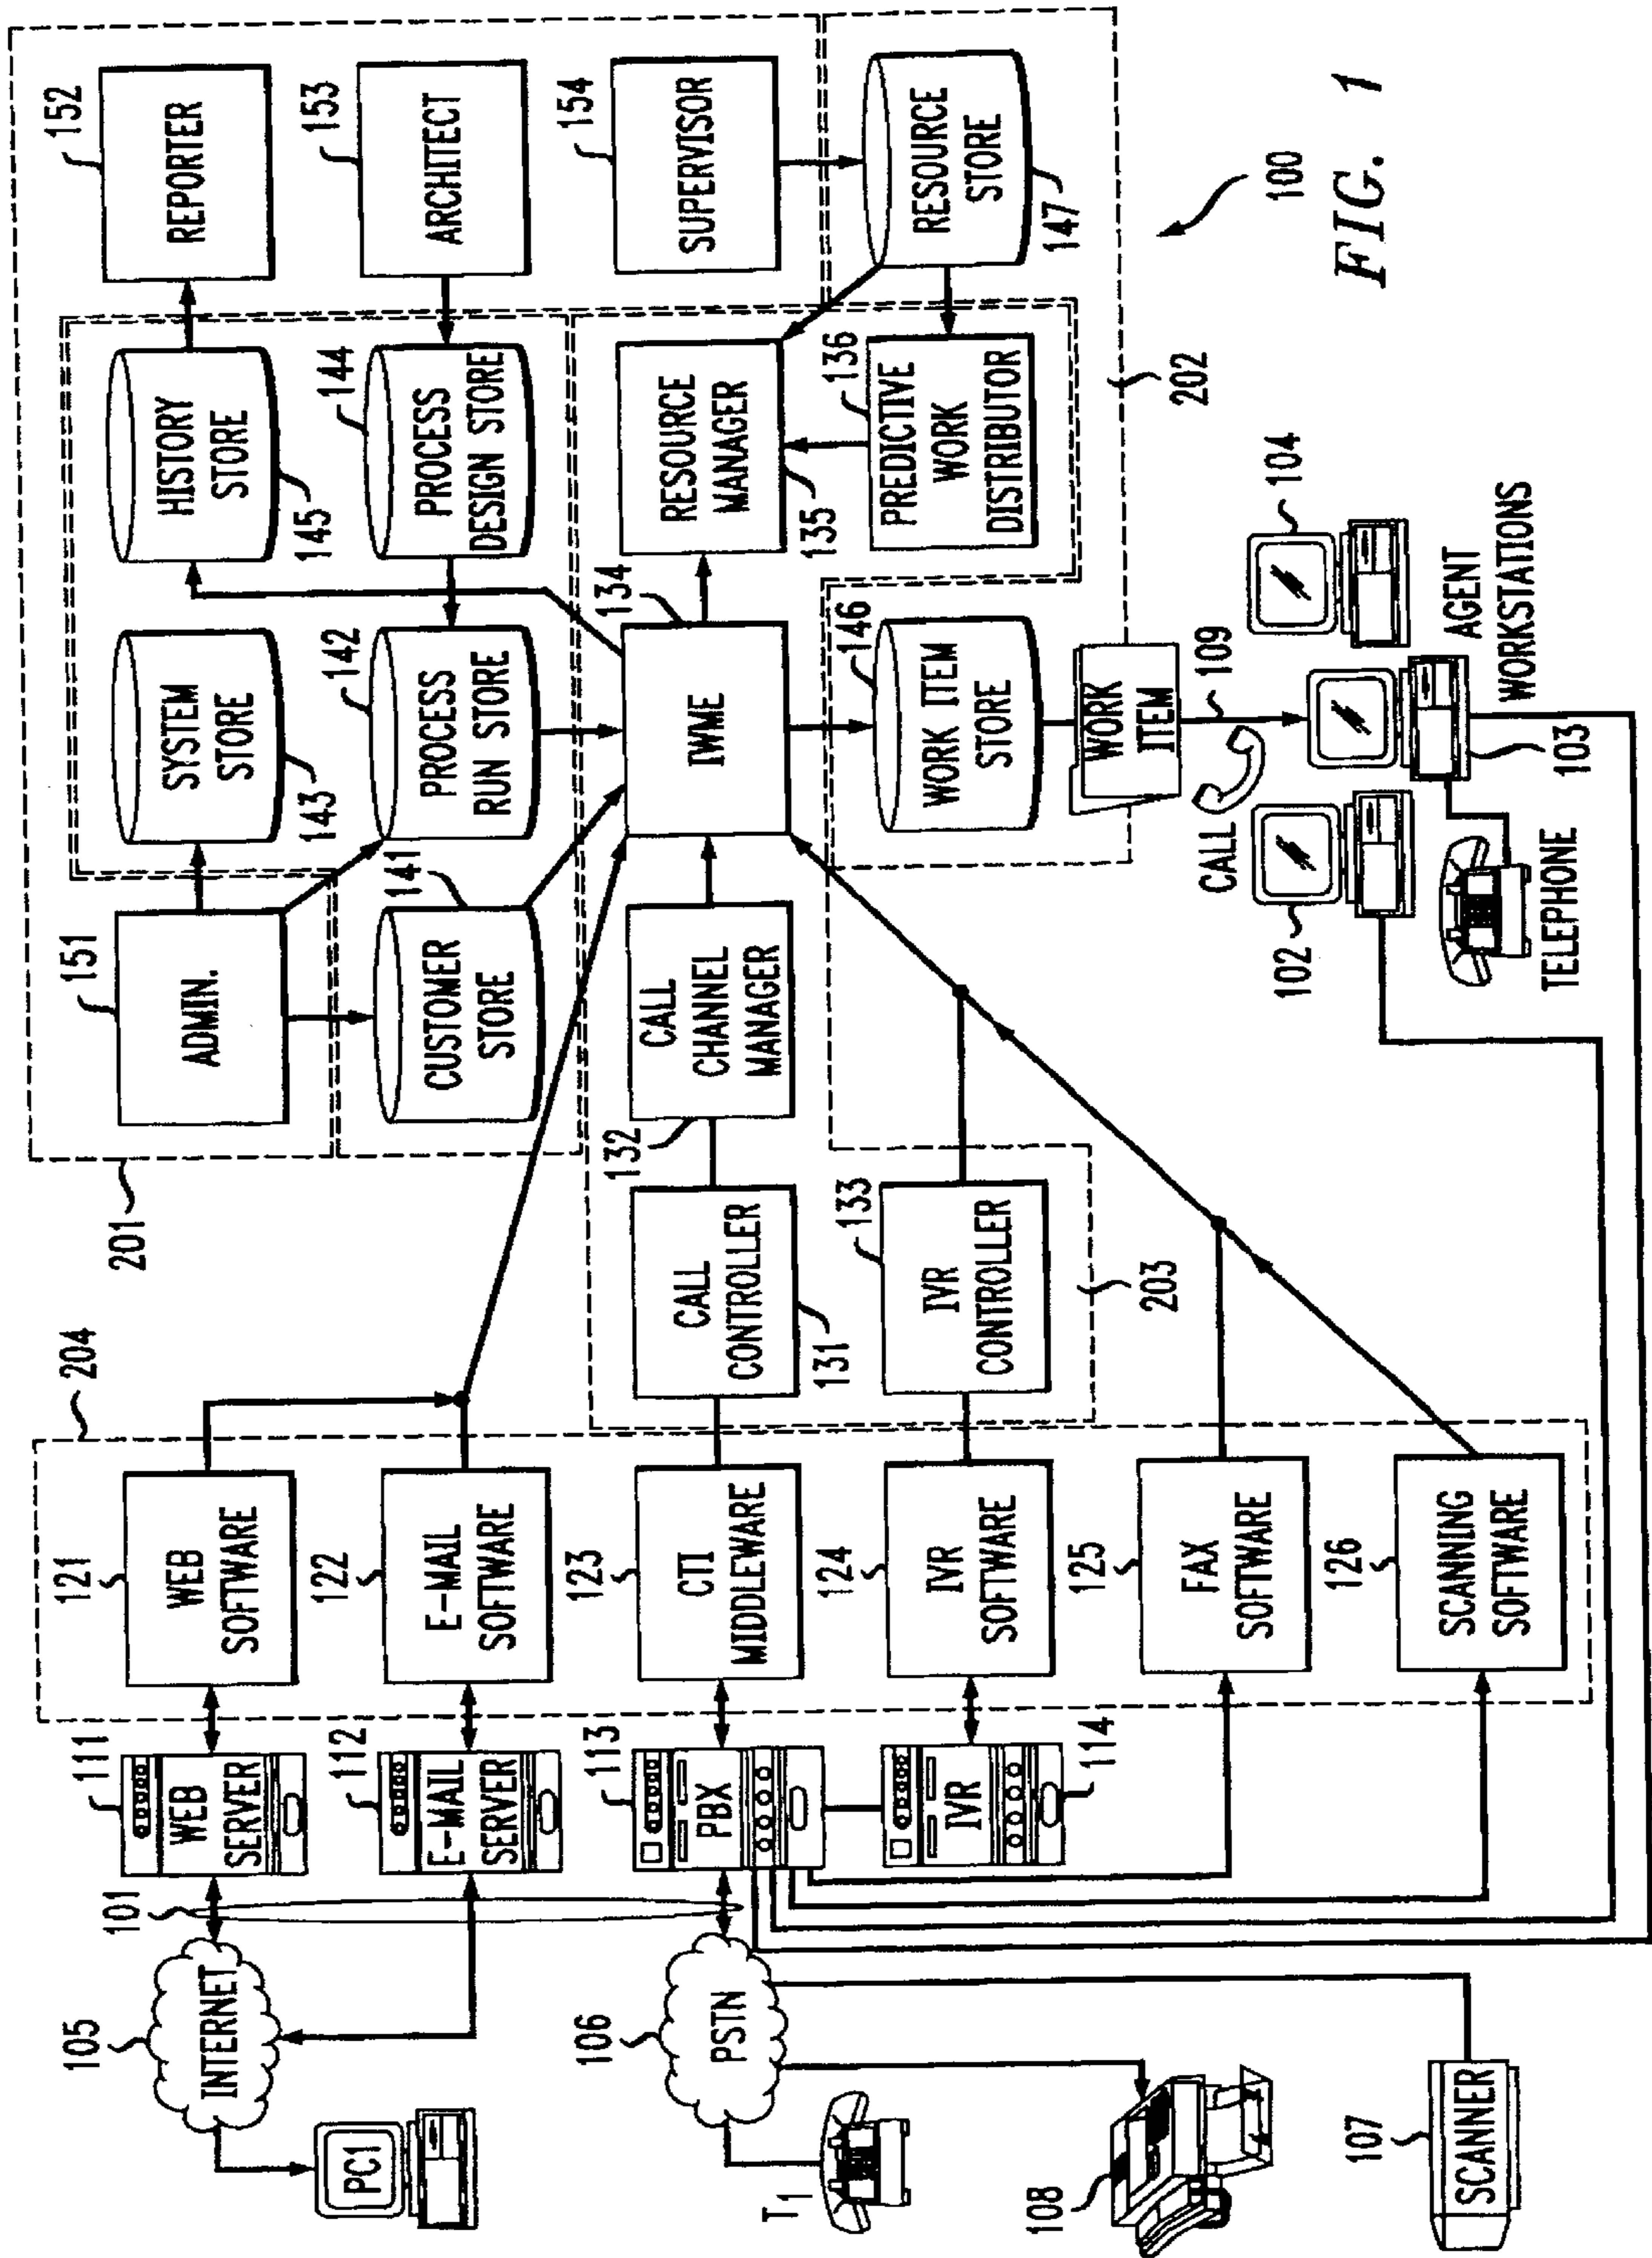 FIG. 1
100
201
204
151
ADMIN.
SYSTEM
STORE
143
HISTORY
STORE
145
152
REPORTER
141
CUSTOMER
STORE
142
PROCESS
RUN STORE
144
PROCESS
DESIGN STORE
153
ARCHITECT
154
SUPERVISOR
RESOURCE
STORE
147
121
WEB
SOFTWARE
122
E-MAIL
SOFTWARE
123
CTI
MIDDLEWARE
124
IVR
SOFTWARE
125
FAX
SOFTWARE
126
SCANNING
SOFTWARE
CALL
CONTROLLER
131
132
CALL
CHANNEL
MANAGER
133
IVR
CONTROLLER
203
134
IWME
RESOURCE
MANAGER
135
136
PREDICTIVE
WORK
DISTRIBUTOR
146
WORK ITEM
STORE
202
WORK
ITEM
109
CALL
102
103
104
AGENT
WORKSTATIONS
TELEPHONE
111
WEB
SERVER
112
E-MAIL
SERVER
113
PBX
IVR
114
101
105
INTERNET
106
PSTN
PC1
T1
108
107
SCANNER